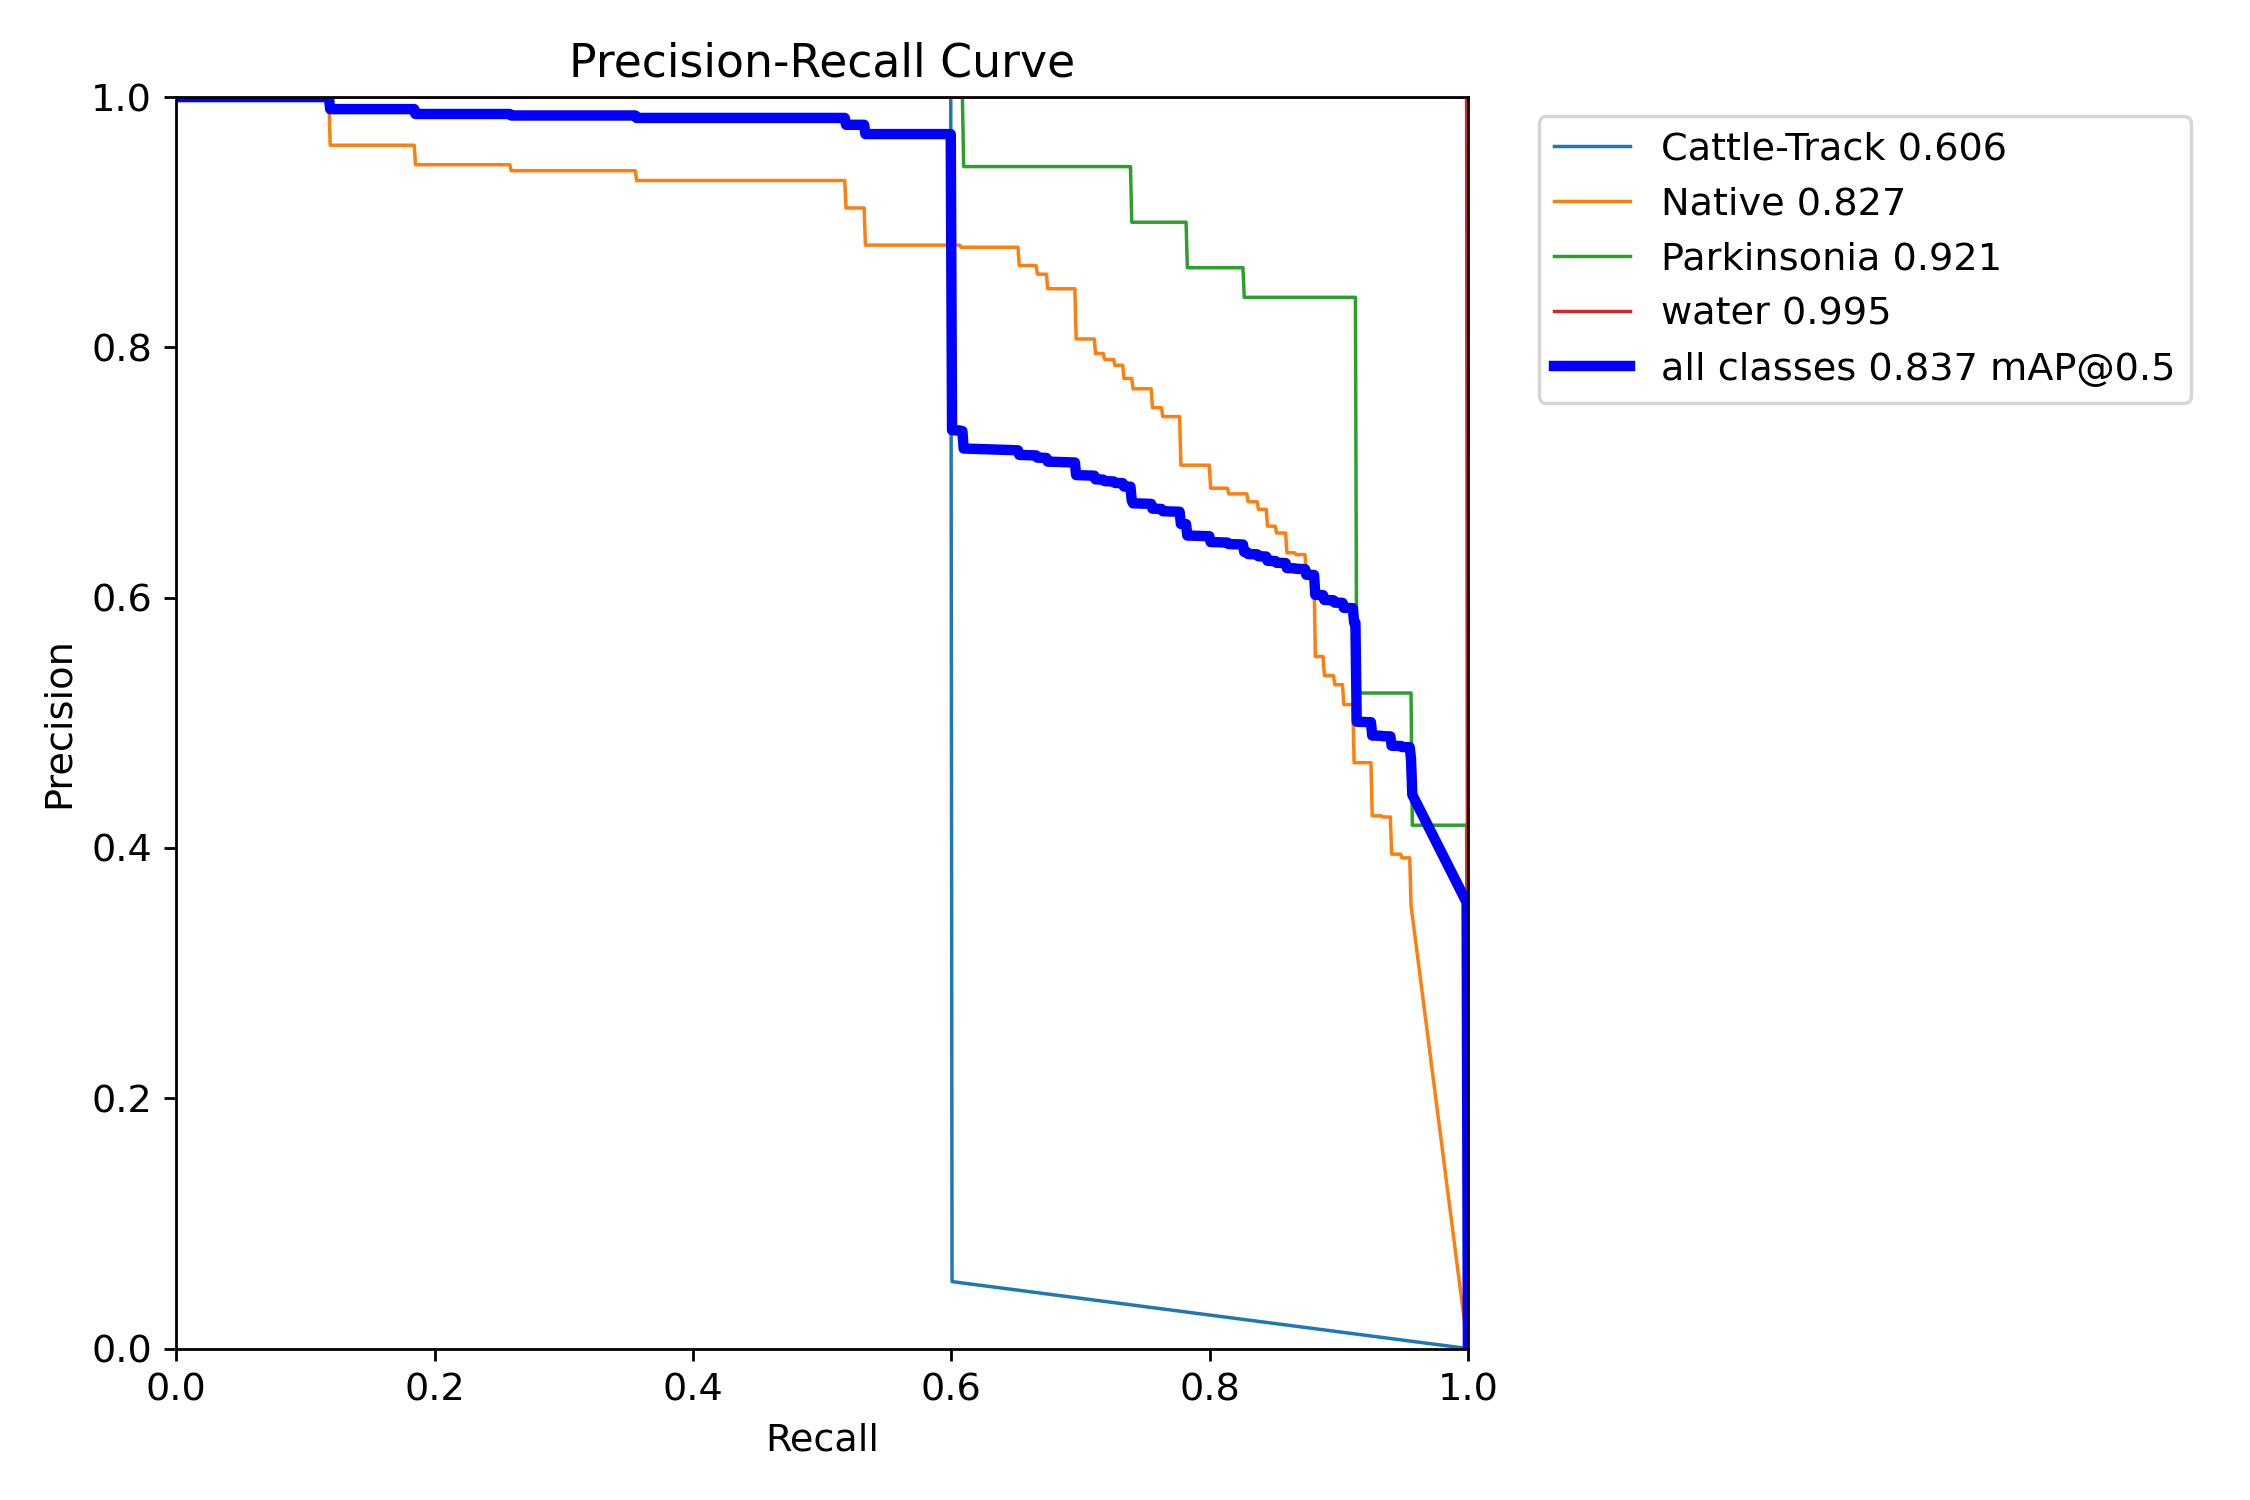 Precision-Recall Curve
1.0
0.8
0.6
0.4
0.2
0.0
Precision
0.0 0.2 0.4 0.6 0.8 1.0
Recall
Cattle-Track 0.606
Native 0.827
Parkinsonia 0.921
water 0.995
all classes 0.837 mAP@0.5